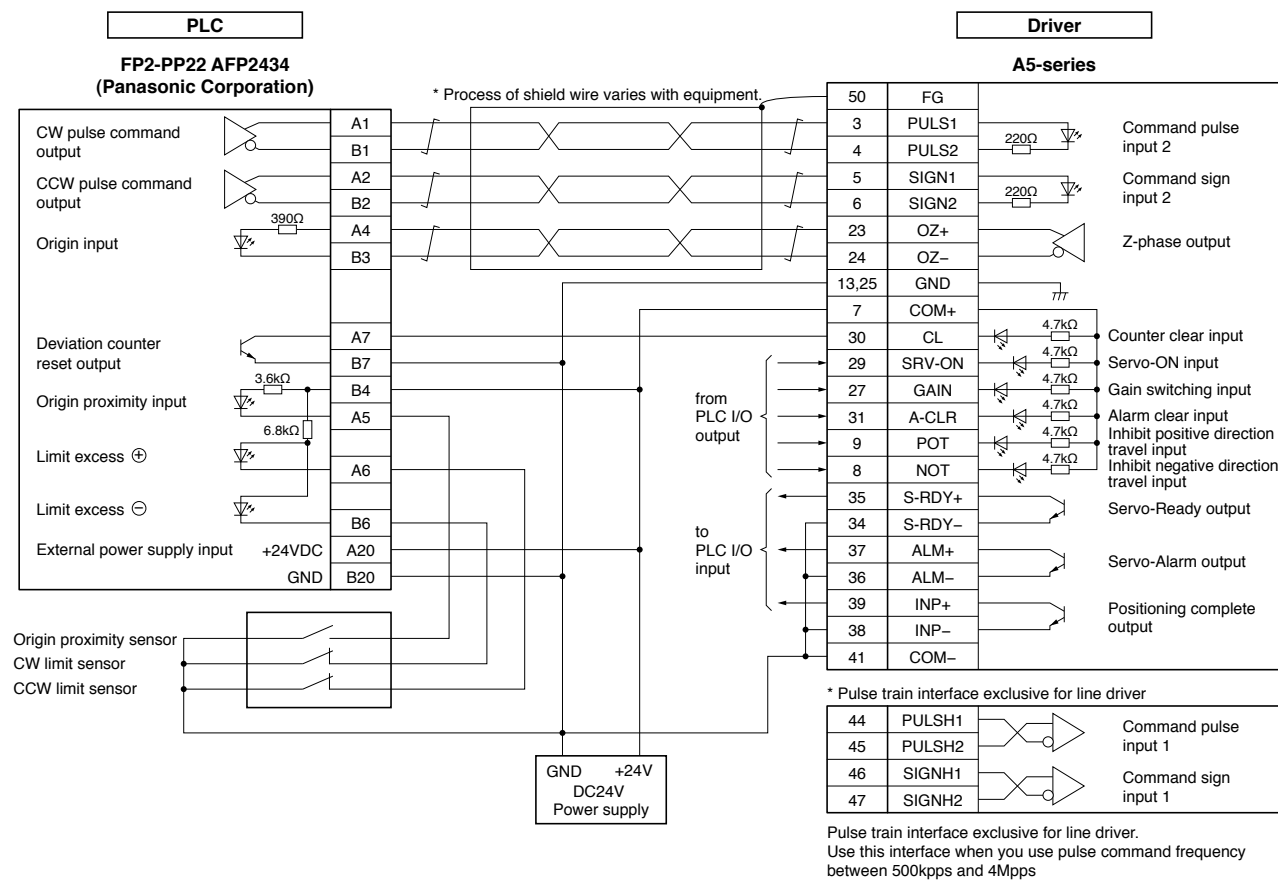 PLC
Driver
FP2-PP22 AFP2434
(Panasonic Corporation)
A5-series
* Process of shield wire varies with equipment.
CW pulse command
output
A1
B1
CCW pulse command
output
A2
B2
390Ω
Origin input
A4
B3
Deviation counter
reset output
A7
B7
3.6kΩ
Origin proximity input
B4
A5
6.8kΩ
Limit excess ⊕
A6
Limit excess ⊖
B6
External power supply input +24VDC A20
GND B20
Origin proximity sensor
CW limit sensor
CCW limit sensor
GND +24V
DC24V
Power supply
from
PLC I/O
output
to
PLC I/O
input
50 FG
3 PULS1
4 PULS2
220Ω
Command pulse
input 2
5 SIGN1
6 SIGN2
220Ω
Command sign
input 2
23 OZ+
24 OZ−
Z-phase output
13,25 GND
7 COM+
30 CL 4.7kΩ Counter clear input
29 SRV-ON 4.7kΩ Servo-ON input
27 GAIN 4.7kΩ Gain switching input
31 A-CLR 4.7kΩ Alarm clear input
9 POT 4.7kΩ Inhibit positive direction
travel input
8 NOT 4.7kΩ Inhibit negative direction
travel input
35 S-RDY+
34 S-RDY−
Servo-Ready output
37 ALM+
36 ALM−
Servo-Alarm output
39 INP+
38 INP−
Positioning complete
output
41 COM−
* Pulse train interface exclusive for line driver
44 PULSH1
45 PULSH2
Command pulse
input 1
46 SIGNH1
47 SIGNH2
Command sign
input 1
Pulse train interface exclusive for line driver.
Use this interface when you use pulse command frequency
between 500kpps and 4Mpps